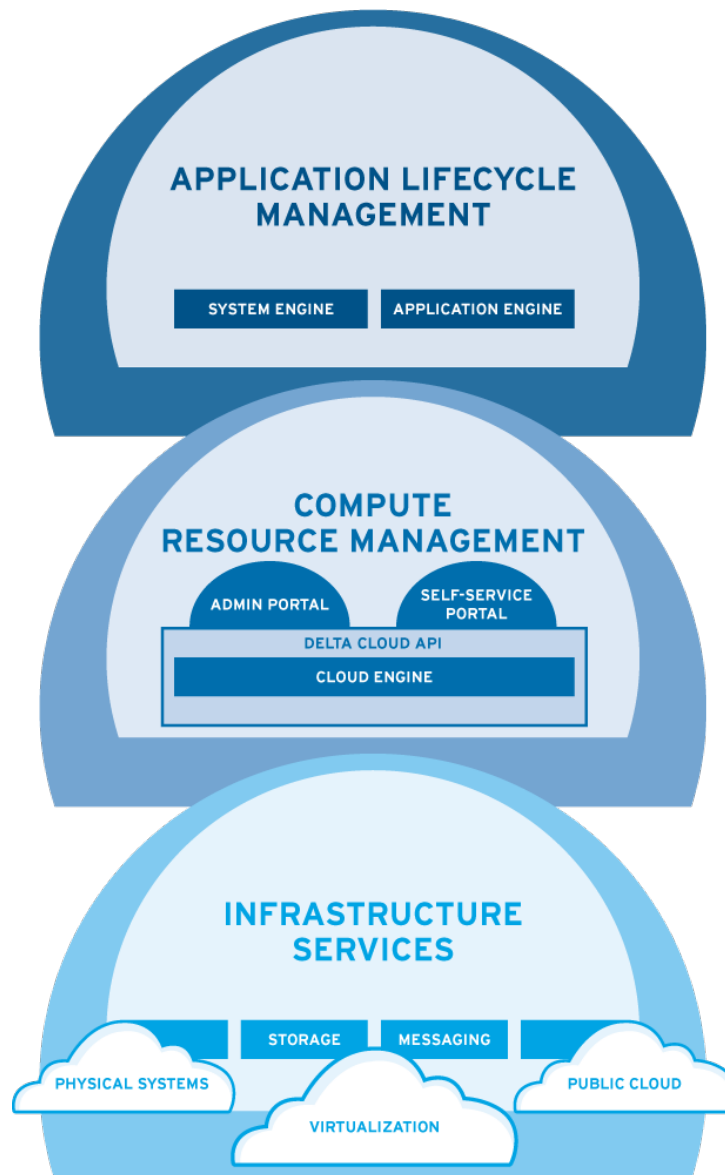 APPLICATION LIFECYCLE
MANAGEMENT
SYSTEM ENGINE
APPLICATION ENGINE
COMPUTE
RESOURCE MANAGEMENT
ADMIN PORTAL
SELF-SERVICE
PORTAL
DELTA CLOUD API
CLOUD ENGINE
INFRASTRUCTURE
SERVICES
STORAGE
MESSAGING
PHYSICAL SYSTEMS
PUBLIC CLOUD
VIRTUALIZATION